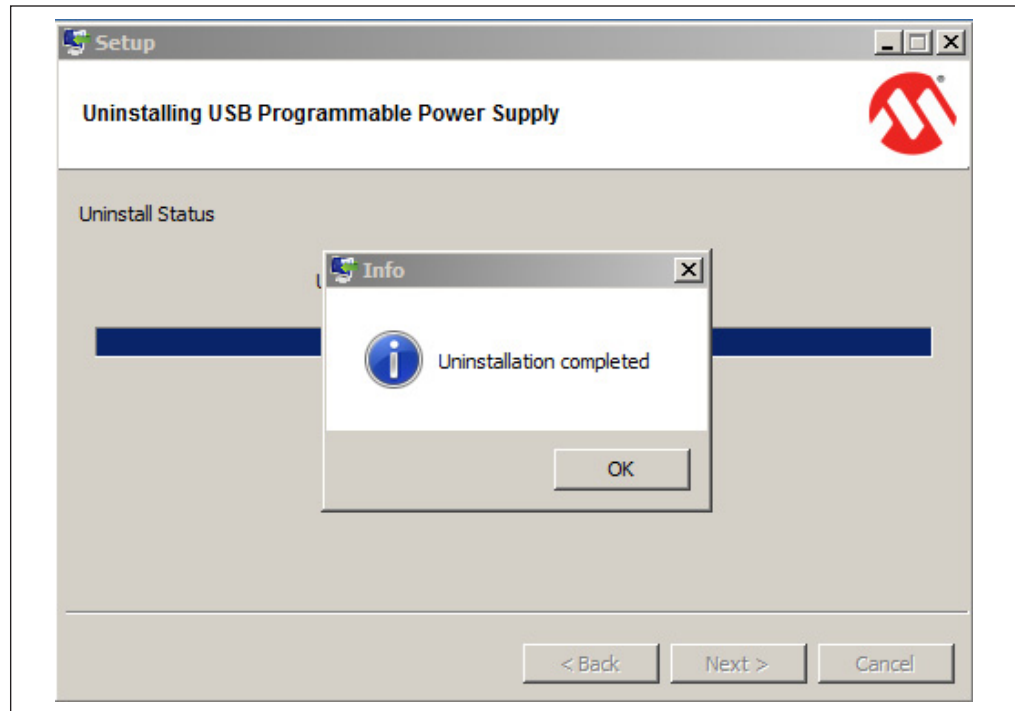 Setup
Uninstalling USB Programmable Power Supply
Uninstall Status
Info
Uninstallation completed
OK
< Back
Next >
Cancel